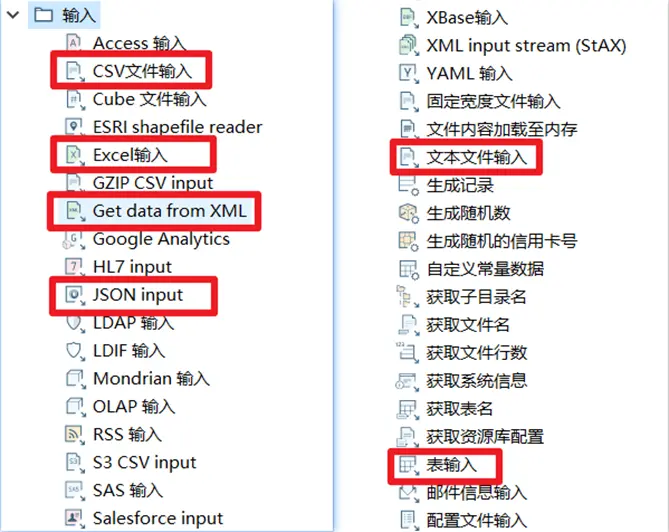 输入
Access 输入
CSV文件输入
Cube 文件输入
ESRI shapefile reader
Excel输入
GZIP CSV input
Get data from XML
Google Analytics
HL7 input
JSON input
LDAP 输入
LDIF 输入
Mondrian 输入
OLAP 输入
RSS 输入
S3 CSV input
SAS 输入
Salesforce input
XBase输入
XML input stream (StAX)
YAML 输入
固定宽度文件输入
文件内容加载至内存
文本文件输入
生成记录
生成随机数
生成随机的信用卡号
自定义常量数据
获取子目录名
获取文件名
获取文件行数
获取系统信息
获取表名
获取资源库配置
表输入
邮件信息输入
配置文件输入